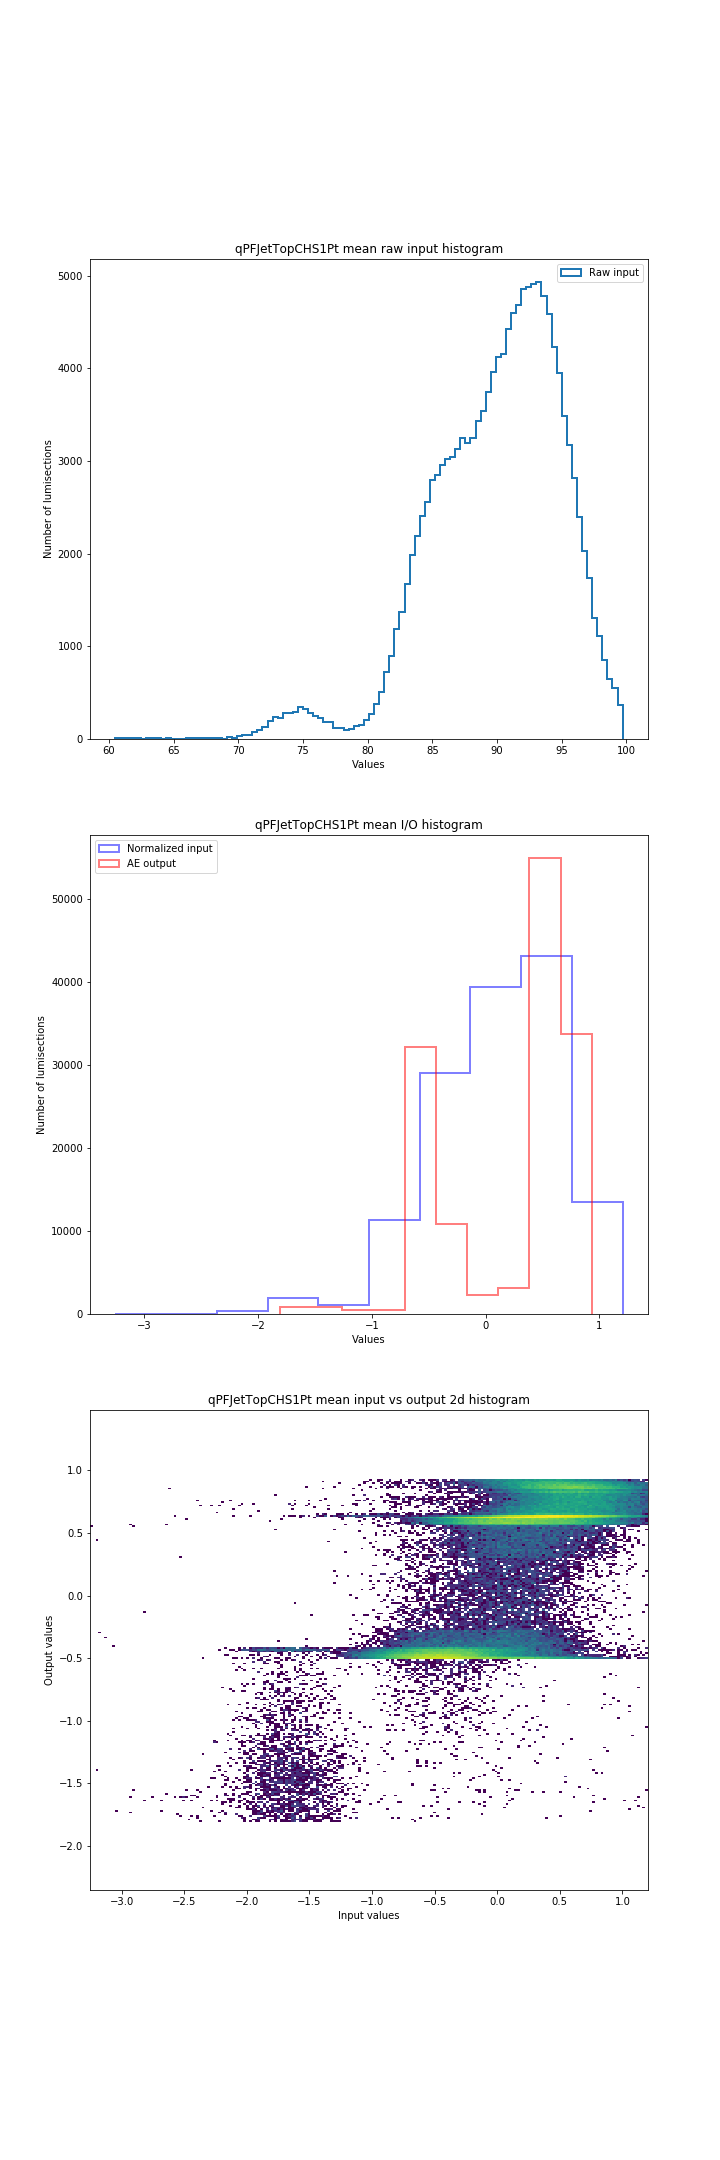 qPFJetTopCHS1Pt mean raw input histogram
Raw input
5000
4000
3000
2000
1000
0
Number of lumisections
60 65 70 75 80 85 90 95 100
Values
qPFJetTopCHS1Pt mean I/O histogram
Normalized input
AE output
50000
40000
30000
20000
10000
0
Number of lumisections
−3 −2 −1 0 1
Values
qPFJetTopCHS1Pt mean input vs output 2d histogram
1.0
0.5
0.0
−0.5
−1.0
−1.5
−2.0
Output values
−3.0 −2.5 −2.0 −1.5 −1.0 −0.5 0.0 0.5 1.0
Input values